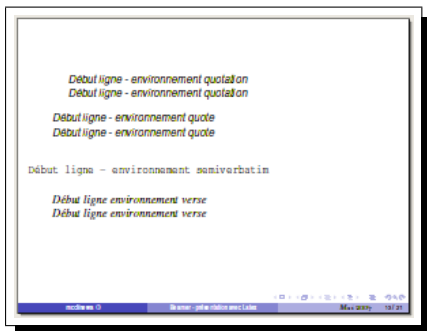 Début ligne - environnement quotation
Début ligne - environnement quotation
Début ligne - environnement quote
Début ligne - environnement quote
Début ligne - environnement semiverbatim
Début ligne environnement verse
Début ligne environnement verse
Beamer - présentation avec Latex